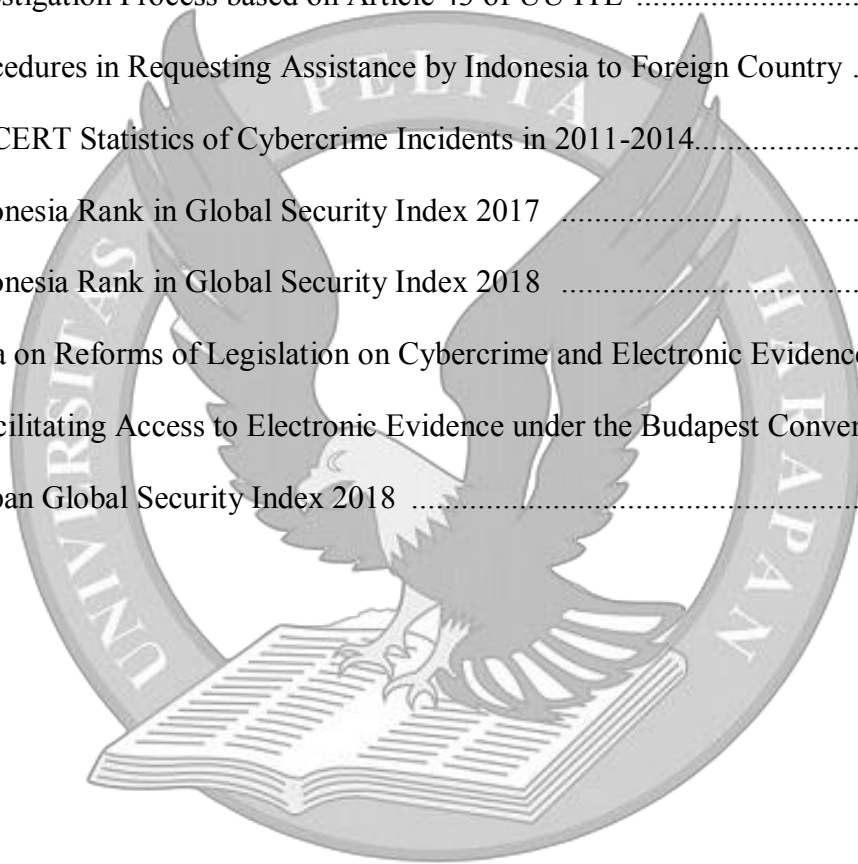 stigation Process based on Article 43 of UU ITE ........................
cedures in Requesting Assistance by Indonesia to Foreign Country .
CERT Statistics of Cybercrime Incidents in 2011-2014..................
onesia Rank in Global Security Index 2017 ................................
onesia Rank in Global Security Index 2018 ................................
a on Reforms of Legislation on Cybercrime and Electronic Evidence
cilitating Access to Electronic Evidence under the Budapest Conver
pan Global Security Index 2018 ................................................
UNIVERSITAS PELITA HARAPAN